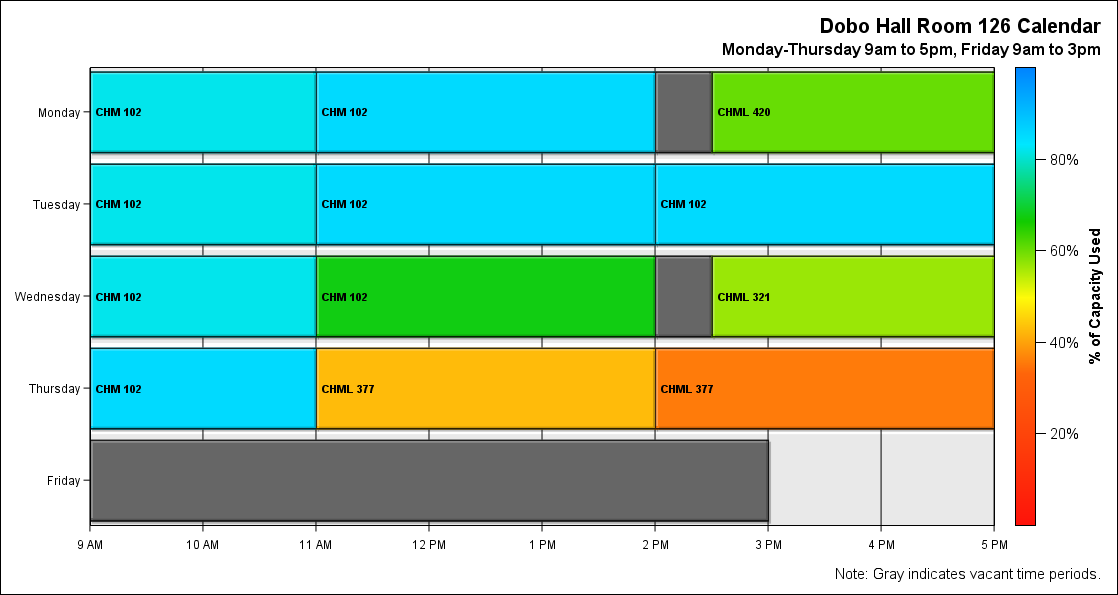 Dobo Hall Room 126 Calendar
Monday-Thursday 9am to 5pm, Friday 9am to 3pm
Monday
CHM 102
CHM 102
CHML 420
Tuesday
CHM 102
CHM 102
CHM 102
Wednesday
CHM 102
CHM 102
CHML 321
Thursday
CHM 102
CHML 377
CHML 377
Friday
9 AM
10 AM
11 AM
12 PM
1 PM
2 PM
3 PM
4 PM
5 PM
80%
60%
40%
20%
% of Capacity Used
Note: Gray indicates vacant time periods.